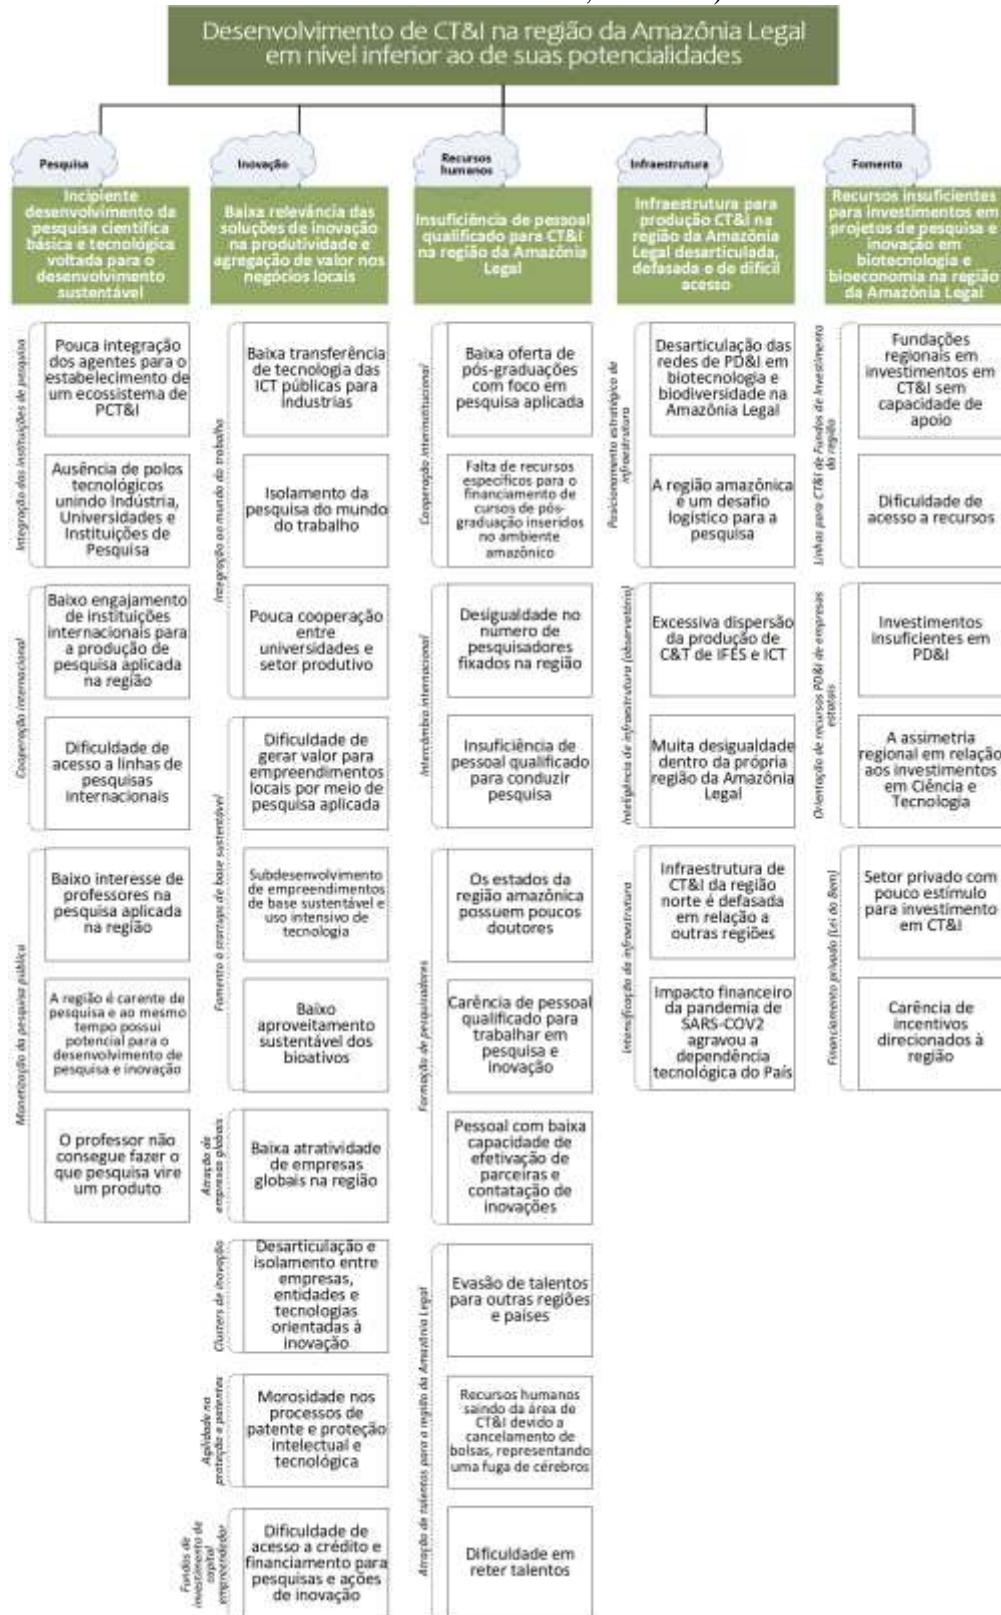 Desenvolvimento de CT&I na região da Amazônia Legal
em nível inferior ao de suas potencialidades
Pesquisa
Incipiente
desenvolvimento da
pesquisa científica
básica e tecnológica
voltada para o
desenvolvimento
sustentável
Integração das instituições de pesquisa
Pouca integração
dos agentes para o
estabelecimento de
um ecossistema de
PCT&I
Ausência de polos
tecnológicos
unindo Indústria,
Universidades e
Instituições de
Pesquisa
Cooperação internacional
Baixo engajamento
de instituições
internacionais para
a produção de
pesquisa aplicada
na região
Dificuldade de
acesso a linhas de
pesquisas
internacionais
Monetização da pesquisa pública
Baixo interesse de
professores na
pesquisa aplicada
na região
A região é carente de
pesquisa e ao mesmo
tempo possui
potencial para o
desenvolvimento de
pesquisa e inovação
O professor não
consegue fazer o
que pesquisa vire
um produto
Inovação
Baixa relevância das
soluções de inovação
na produtividade e
agregação de valor nos
negócios locais
Integração ao mundo do trabalho
Baixa transferência
de tecnologia das
ICT públicas para
industrias
Isolamento da
pesquisa do mundo
do trabalho
Pouca cooperação
entre
universidades e
setor produtivo
Fomento à startups de base sustentável
Dificuldade de
gerar valor para
empreendimentos
locais por meio de
pesquisa aplicada
Subdesenvolvimento
de empreendimentos
de base sustentável e
uso intensivo de
tecnologia
Baixo
aproveitamento
sustentável dos
bioativos
Atração de
empresas globais
Baixa atratividade
de empresas
globais na região
Clusters de inovação
Desarticulação e
isolamento entre
empresas,
entidades e
tecnologias
orientadas à
inovação
Agilidade na
proteção e patentes
Morosidade nos
processos de
patente e proteção
intelectual e
tecnológica
Fundos de
investimento de
capital
empreendedor
Dificuldade de
acesso a crédito e
financiamento para
pesquisas e ações
de inovação
Recursos
humanos
Insuficiência de pessoal
qualificado para CT&I
na região da Amazônia
Legal
Cooperação interinstitucional
Baixa oferta de
pós-graduações
com foco em
pesquisa aplicada
Falta de recursos
específicos para o
financiamento de
cursos de pós-
graduação inseridos
no ambiente
amazônico
Intercâmbio internacional
Desigualdade no
numero de
pesquisadores
fixados na região
Insuficiência de
pessoal qualificado
para conduzir
pesquisa
Formação de pesquisadores
Os estados da
região amazônica
possuem poucos
doutores
Carência de pessoal
qualificado para
trabalhar em
pesquisa e
inovação
Pessoal com baixa
capacidade de
efetivação de
parceiras e
contatação de
inovações
Atração de talentos para a região da Amazônia Legal
Evasão de talentos
para outras regiões
e países
Recursos humanos
saindo da área de
CT&I devido a
cancelamento de
bolsas, representando
uma fuga de cérebros
Dificuldade em
reter talentos
Infraestrutura
Infraestrutura para
produção CT&I na
região da Amazônia
Legal desarticulada,
defasada e de difícil
acesso
Posicionamento estratégico de
infraestrutura
Desarticulação das
redes de PD&I em
biotecnologia e
biodiversidade na
Amazônia Legal
A região amazônica
é um desafio
logístico para a
pesquisa
Inteligência de infraestrutura (observatório)
Excessiva dispersão
da produção de
C&T de IFES e ICT
Muita desigualdade
dentro da própria
região da Amazônia
Legal
Intensificação da infraestrutura
Infraestrutura de
CT&I da região
norte é defasada
em relação a
outras regiões
Impacto financeiro
da pandemia de
SARS-COV2
agravou a
dependência
tecnológica do País
Fomento
Recursos insuficientes
para investimentos em
projetos de pesquisa e
inovação em
biotecnologia e
bioeconomia na região
da Amazônia Legal
Linhas para CT&I de Fundos de Investimento
da região
Fundações
regionais em
investimentos em
CT&I sem
capacidade de
apoio
Dificuldade de
acesso a recursos
Orientação de recursos PD&I de empresas
estatais
Investimentos
insuficientes em
PD&I
A assimetria
regional em relação
aos investimentos
em Ciência e
Tecnologia
Financiamento privado (Lei do Bem)
Setor privado com
pouco estímulo
para investimento
em CT&I
Carência de
incentivos
direcionados à
região